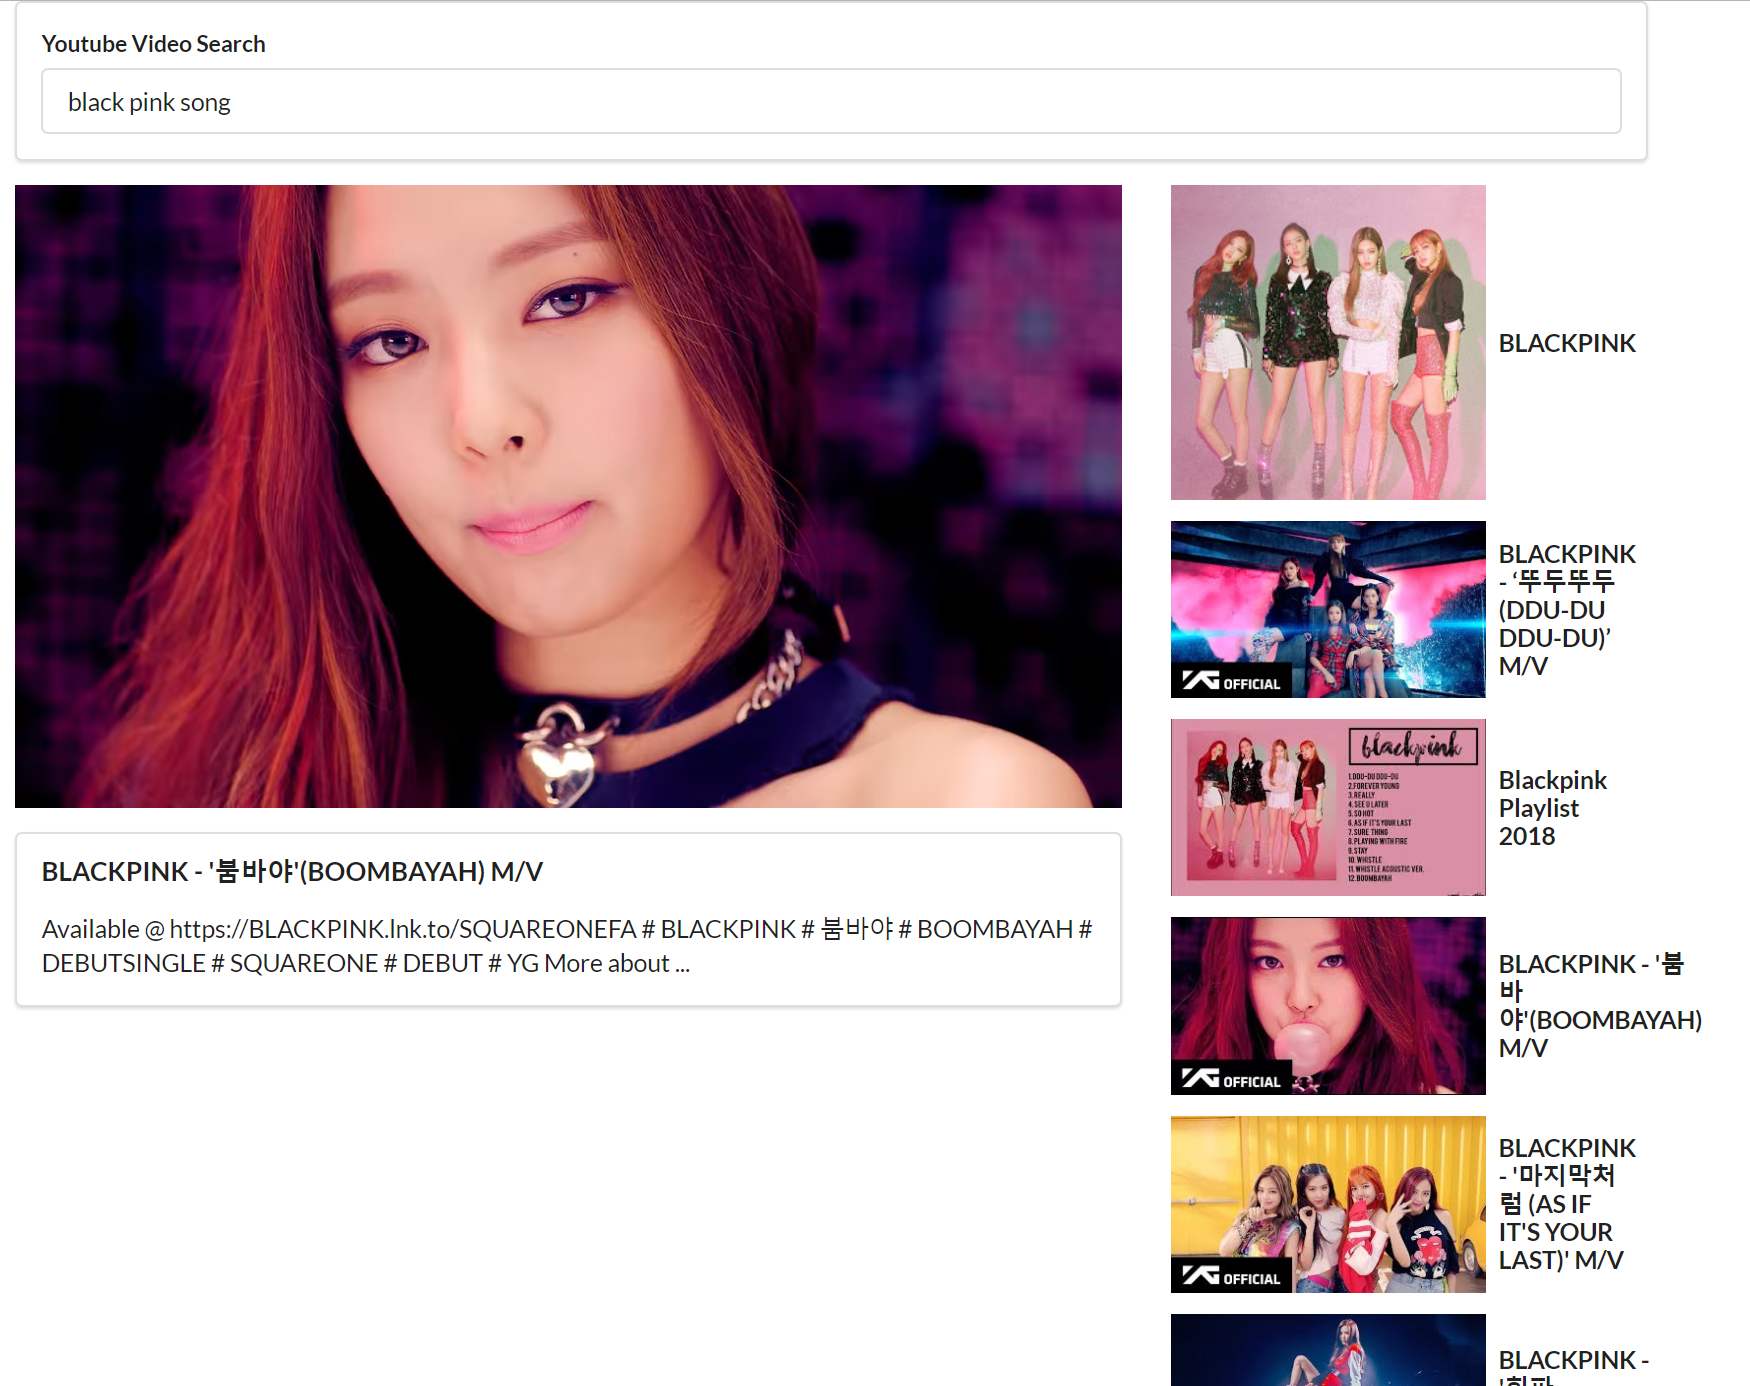 Youtube Video Search
black pink song
BLACKPINK - '붐바야'(BOOMBAYAH) M/V
Available @ https://BLACKPINK.lnk.to/SQUAREONEFA # BLACKPINK # 붐바야 # BOOMBAYAH #
DEBUTSINGLE # SQUAREONE # DEBUT # YG More about ...
BLACKPINK
OFFICIAL
BLACKPINK
- ‘뚜두뚜두
(DDU-DU
DDU-DU)’
M/V
blackpink
1.DDU-DU DDU-DU
2.FOREVER YOUNG
3.REALLY
4.SEE U LATER
5.SO HOT
6.AS IF IT'S YOUR LAST
7.SURE THING
8.PLAYING WITH FIRE
9.STAY
10.WHISTLE
11.WHISTLE ACOUSTIC VER.
12.BOOMBAYAH
Blackpink
Playlist
2018
YG OFFICIAL
BLACKPINK - '붐
바
야'(BOOMBAYAH)
M/V
YG OFFICIAL
BLACKPINK
- '마지막처
럼 (AS IF
IT'S YOUR
LAST)' M/V
BLACKPINK -